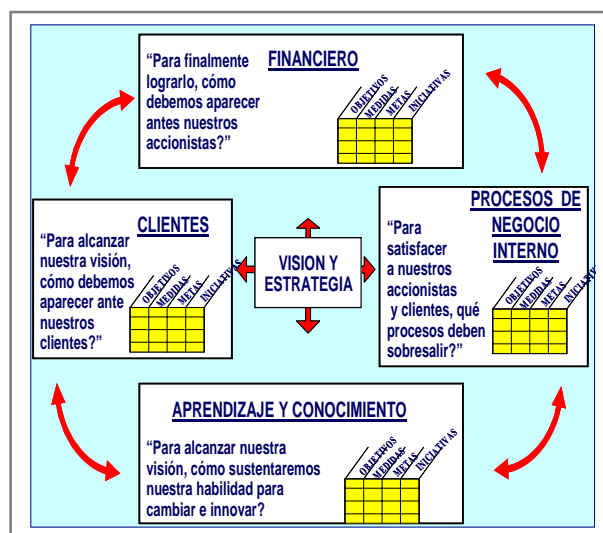 FINANCIERO
“Para finalmente
lograrlo, cómo
debemos aparecer
antes nuestros
accionistas?”
OBJETIVOS
MEDIDAS
METAS
INICIATIVAS
CLIENTES
“Para alcanzar
nuestra visión,
cómo debemos
aparecer ante
nuestros
clientes?”
OBJETIVOS
MEDIDAS
METAS
INICIATIVAS
VISION Y
ESTRATEGIA
PROCESOS DE
NEGOCIO
INTERNO
“Para
satisfacer
a nuestros
accionistas
y clientes, qué
procesos deben
sobresalir?”
OBJETIVOS
MEDIDAS
METAS
INICIATIVAS
APRENDIZAJE Y CONOCIMIENTO
“Para alcanzar nuestra
visión, cómo sustentaremos
nuestra habilidad para
cambiar e innovar?
OBJETIVOS
MEDIDAS
METAS
INICIATIVAS